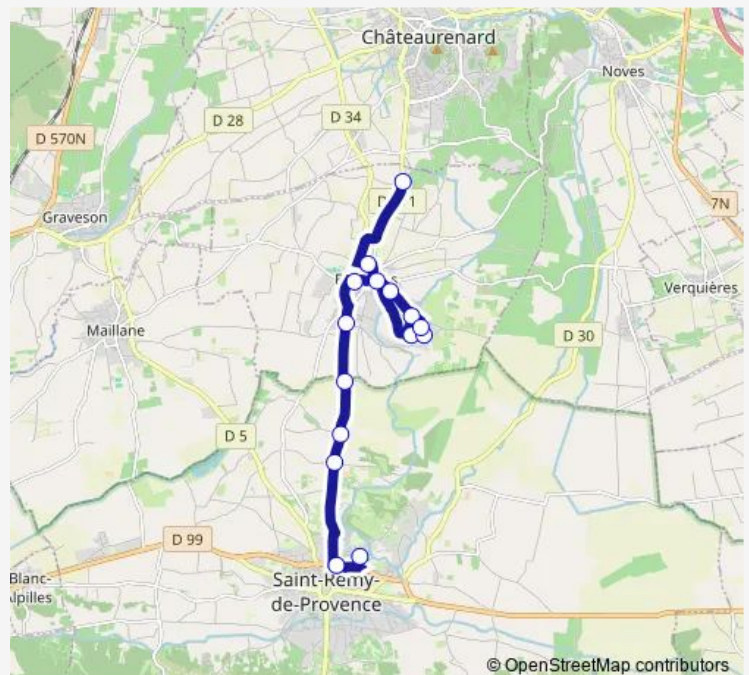 Châteaurenard
Noves
D 28
D 34
D 570N
7N
Graveson
Verquières
Maillane
D 30
D 5
D 99
Blanc-
Alpilles
Saint-Rémy-
de-Provence
© OpenStreetMap contributors